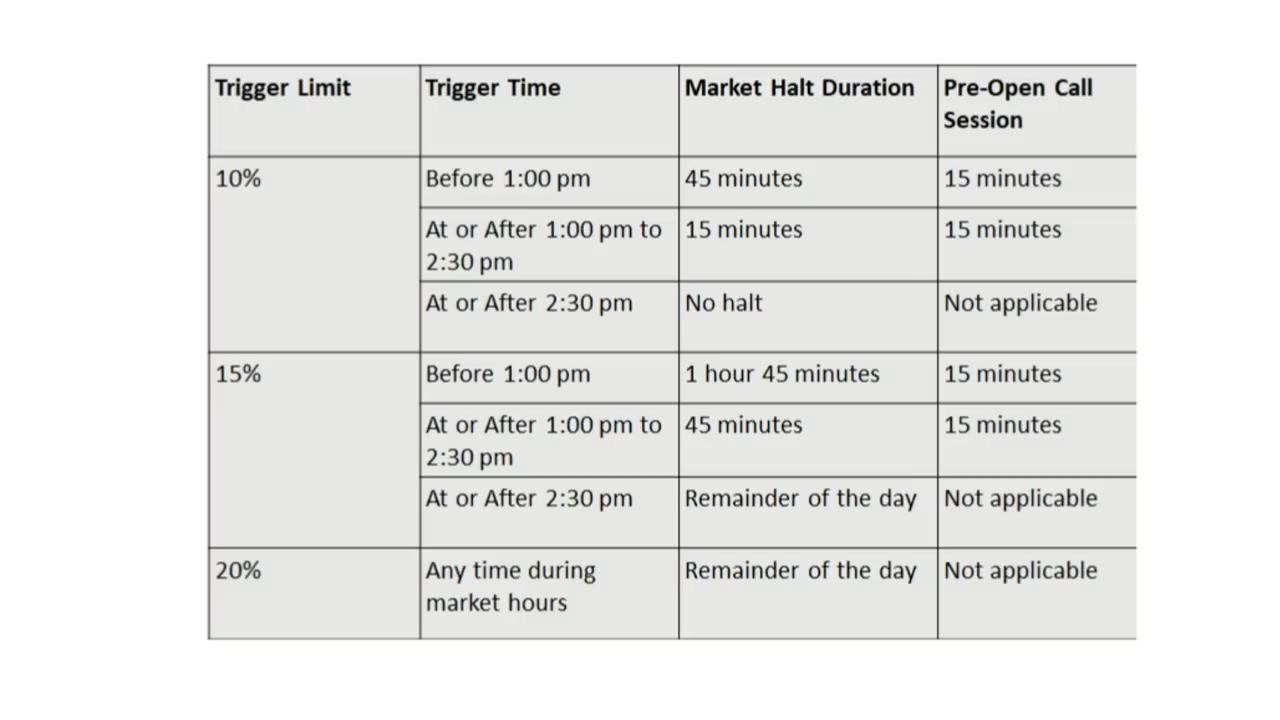 Trigger Limit Trigger Time Market Halt Duration Pre-Open Call
Session
10% Before 1:00 pm 45 minutes 15 minutes
At or After 1:00 pm to 15 minutes 15 minutes
2:30 pm
At or After 2:30 pm No halt Not applicable
15% Before 1:00 pm 1 hour 45 minutes 15 minutes
At or After 1:00 pm to 45 minutes 15 minutes
2:30 pm
At or After 2:30 pm Remainder of the day Not applicable
20% Any time during Remainder of the day Not applicable
market hours